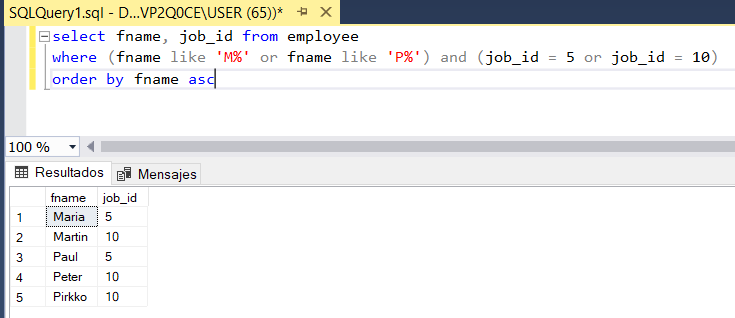 SQLQuery1.sql - D...VP2Q0CE\USER (65))*
select fname, job_id from employee
where (fname like 'M%' or fname like 'P%') and (job_id = 5 or job_id = 10)
order by fname asc
100 %
Resultados Mensajes
fname job_id
1 Maria 5
2 Martin 10
3 Paul 5
4 Peter 10
5 Pirkko 10